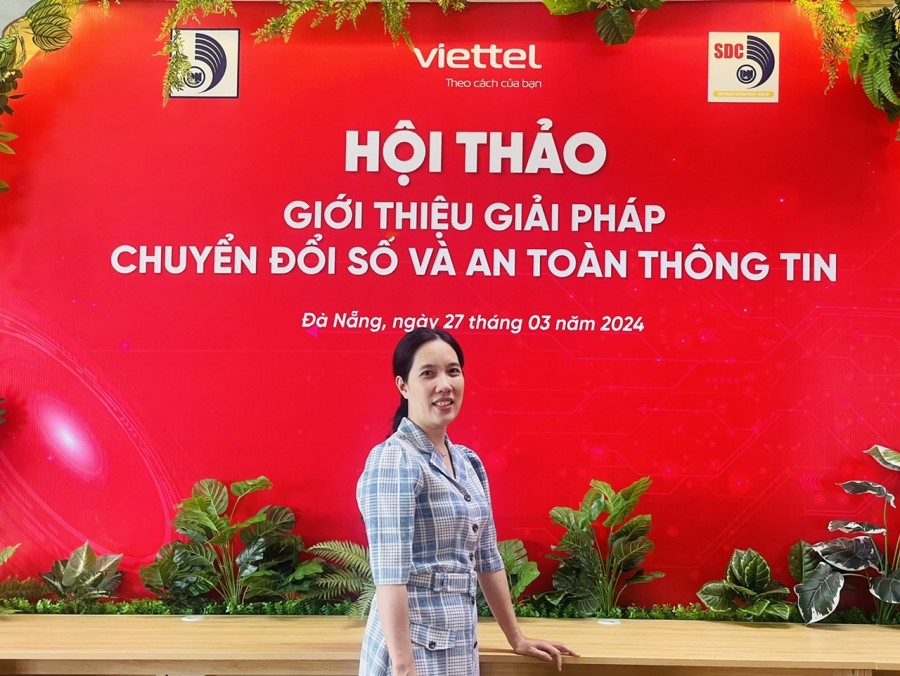 viettel
Theo cách của bạn
SDC
HỘI THẢO
GIỚI THIỆU GIẢI PHÁP
CHUYỂN ĐỔI SỐ VÀ AN TOÀN THÔNG TIN
Đà Nẵng, ngày 27 tháng 03 năm 2024